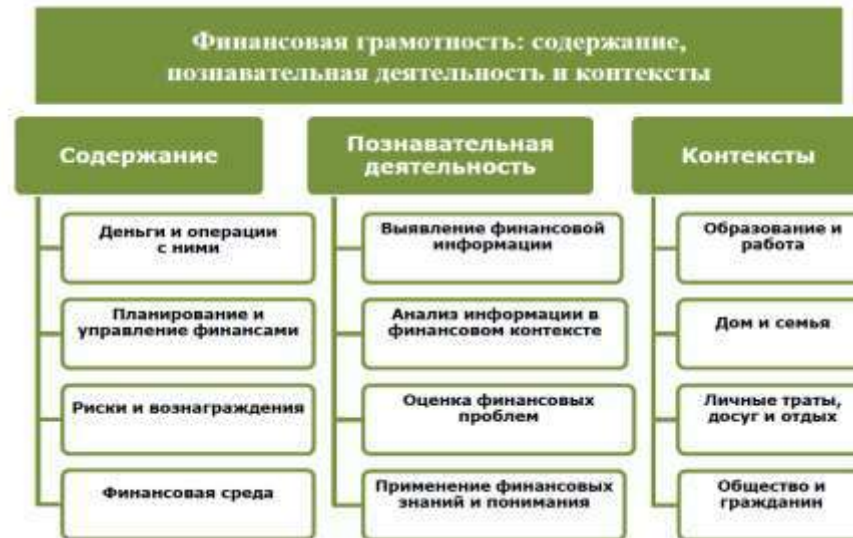 Финансовая грамотность: содержание,
познавательная деятельность и контексты
Содержание
Деньги и операции
с ними
Планирование и
управление финансами
Риски и вознаграждения
Финансовая среда
Познавательная
деятельность
Выявление финансовой
информации
Анализ информации в
финансовом контексте
Оценка финансовых
проблем
Применение финансовых
знаний и понимания
Контексты
Образование и
работа
Дом и семья
Личные траты,
досуг и отдых
Общество и
гражданин